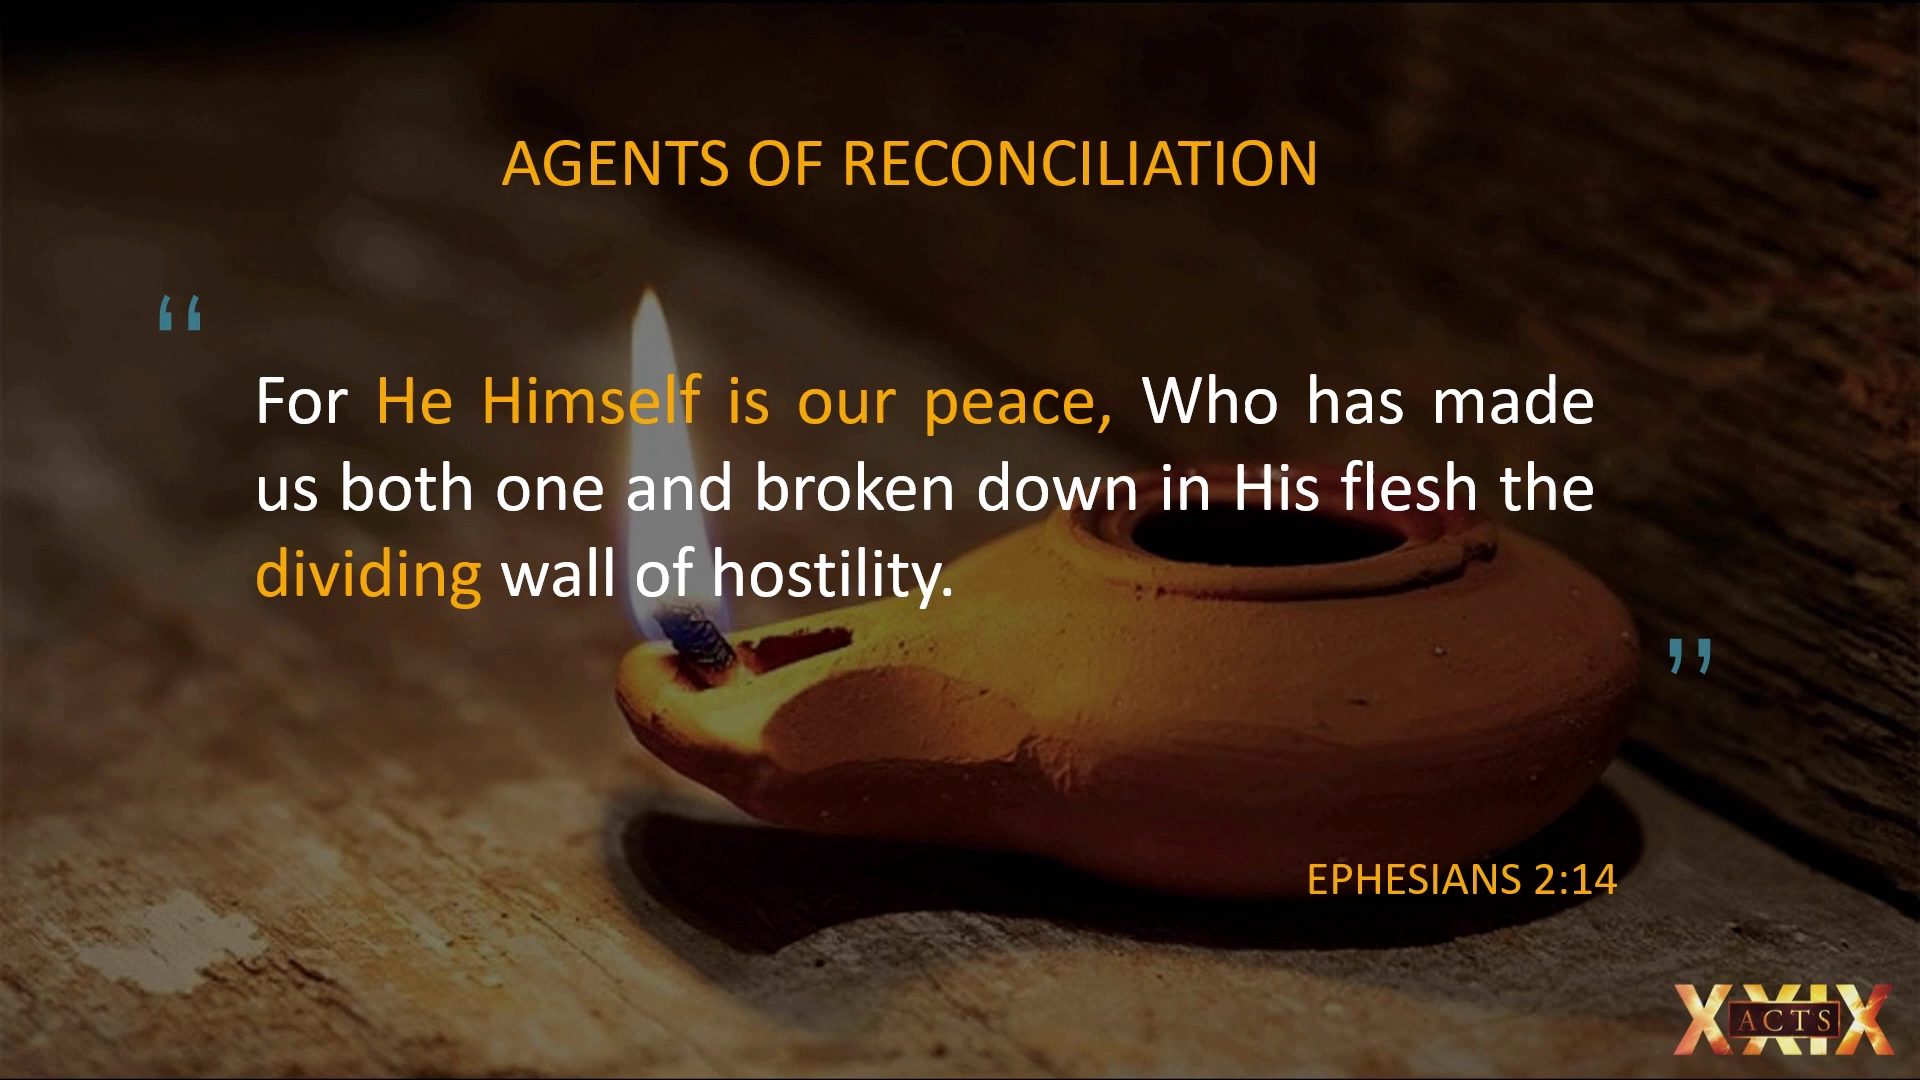 AGENTS OF RECONCILIATION
“
For He Himself is our peace, Who has made
us both one and broken down in His flesh the
dividing wall of hostility.
”
EPHESIANS 2:14
XXIX
ACTS